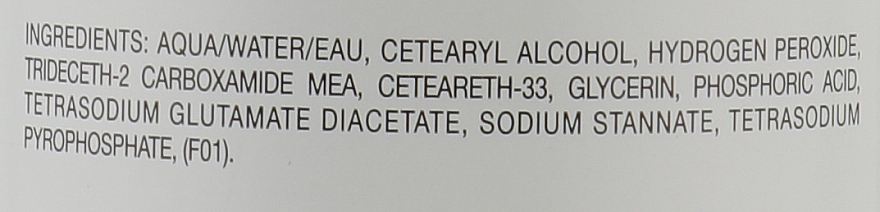 INGREDIENTS: AQUA/WATER/EAU, CETEARYL ALCOHOL, HYDROGEN PEROXIDE,
TRIDECETH-2 CARBOXAMIDE MEA, CETEARETH-33, GLYCERIN, PHOSPHORIC ACID,
TETRASODIUM GLUTAMATE DIACETATE, SODIUM STANNATE, TETRASODIUM
PYROPHOSPHATE, (F01).